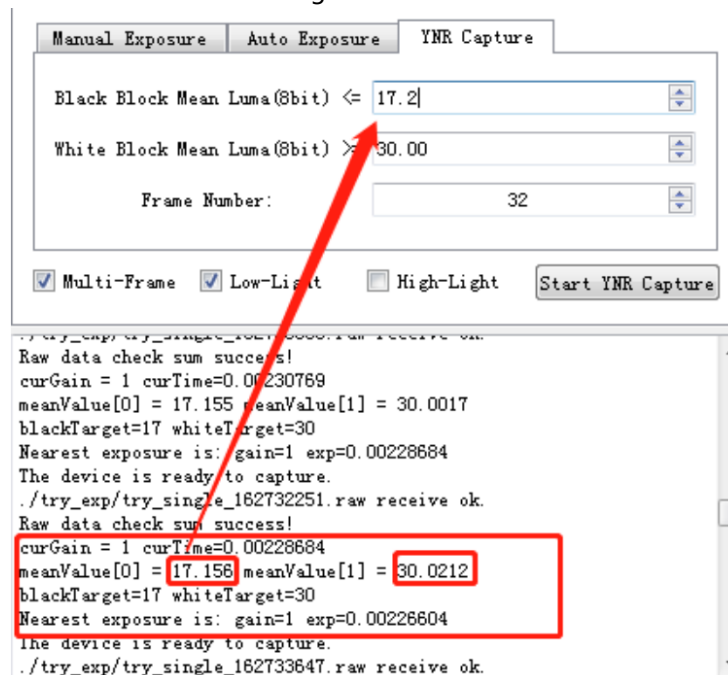 Manual Exposure Auto Exposure YNR Capture
Black Block Mean Luma(8bit) <= 17.2
White Block Mean Luma(8bit) > 30.00
Frame Number: 32
Multi-Frame Low-Light High-Light Start YNR Capture
Raw data check sum success!
curGain = 1 curTime=0.00230769
meanValue[0] = 17.155 meanValue[1] = 30.0017
blackTarget=17 whiteTarget=30
Nearest exposure is: gain=1 exp=0.00228684
The device is ready to capture.
./try_exp/try_single_162732251.raw receive ok.
Raw data check sum success!
curGain = 1 curTime=0.00228684
meanValue[0] = 17.156 meanValue[1] = 30.0212
blackTarget=17 whiteTarget=30
Nearest exposure is: gain=1 exp=0.00226604
The device is ready to capture.
./try_exp/try_single_162733647.raw receive ok.